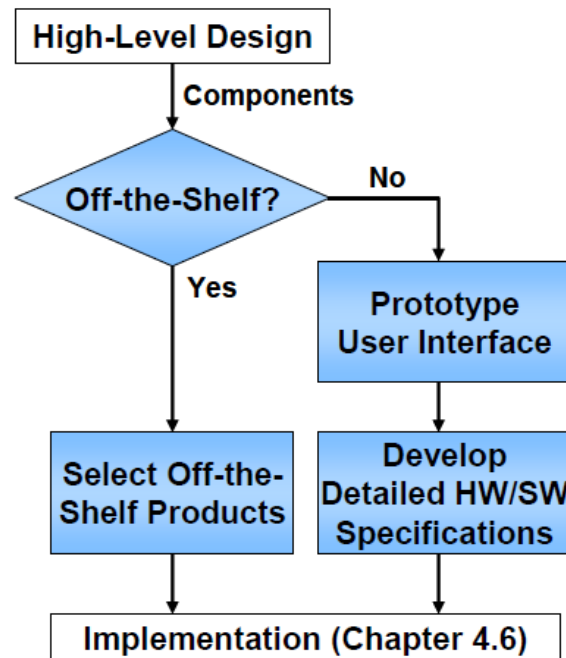 High-Level Design
Components
Off-the-Shelf?
No
Yes
Prototype
User Interface
Select Off-the-
Shelf Products
Develop
Detailed HW/SW
Specifications
Implementation (Chapter 4.6)